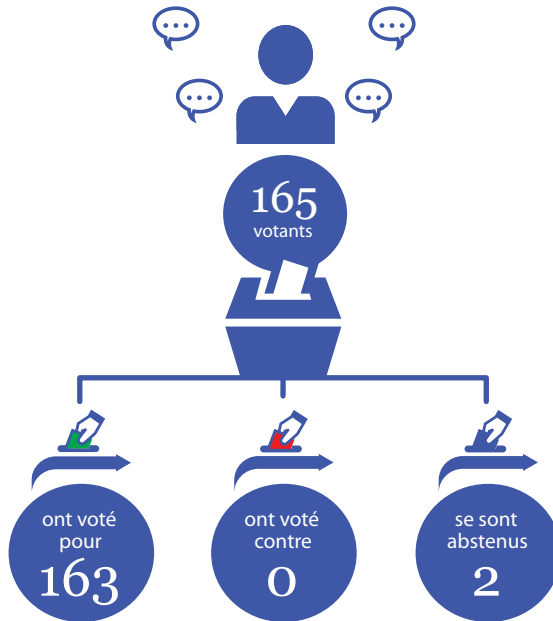 165
votants
ont voté
pour
163
ont voté
contre
0
se sont
abstenus
2